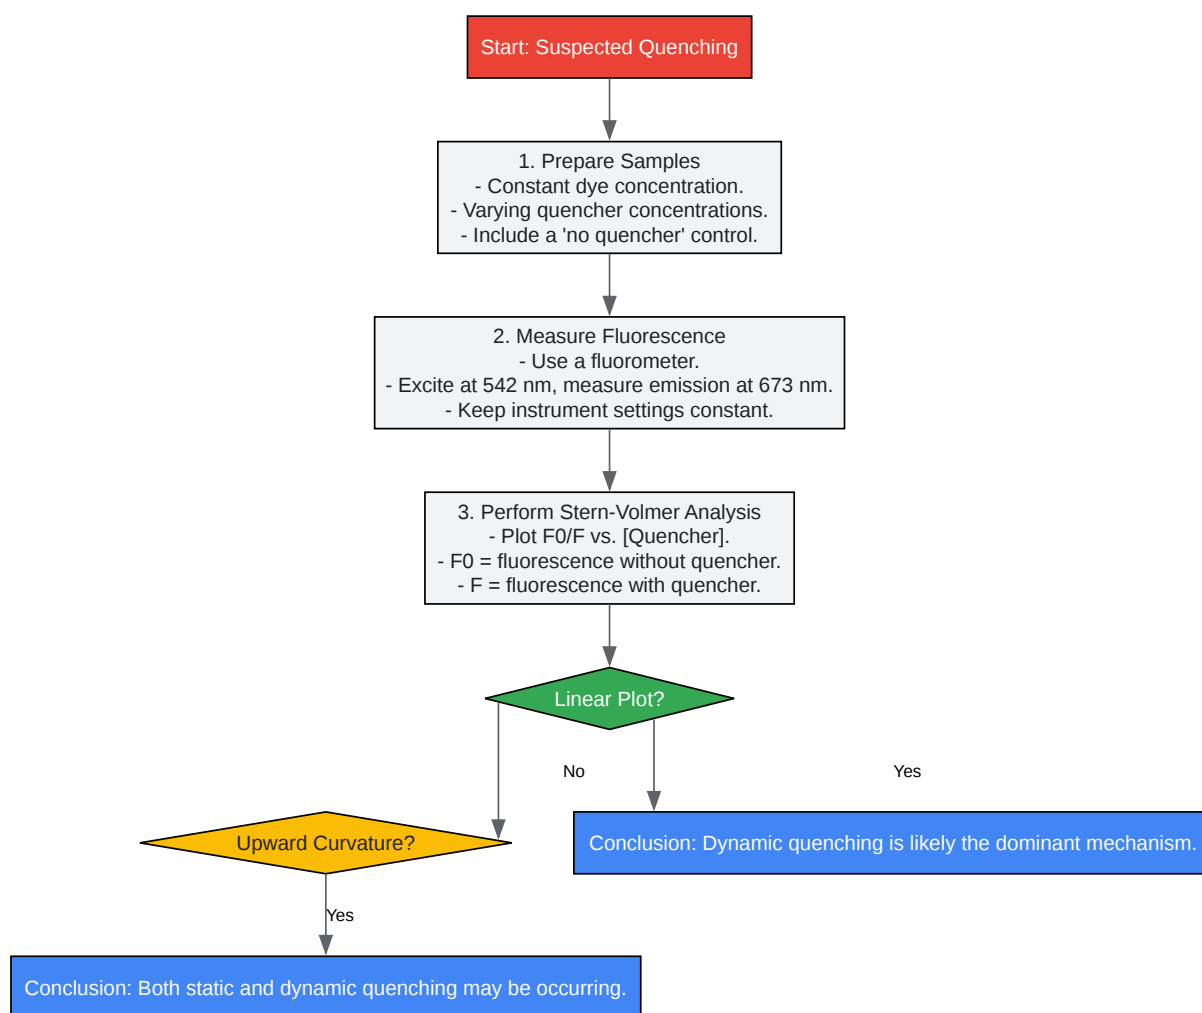 Start: Suspected Quenching
1. Prepare Samples
- Constant dye concentration.
- Varying quencher concentrations.
- Include a 'no quencher' control.
2. Measure Fluorescence
- Use a fluorometer.
- Excite at 542 nm, measure emission at 673 nm.
- Keep instrument settings constant.
3. Perform Stern-Volmer Analysis
- Plot F0/F vs. [Quencher].
- F0 = fluorescence without quencher.
- F = fluorescence with quencher.
Linear Plot?
No
Yes
Upward Curvature?
Conclusion: Dynamic quenching is likely the dominant mechanism.
Yes
Conclusion: Both static and dynamic quenching may be occurring.